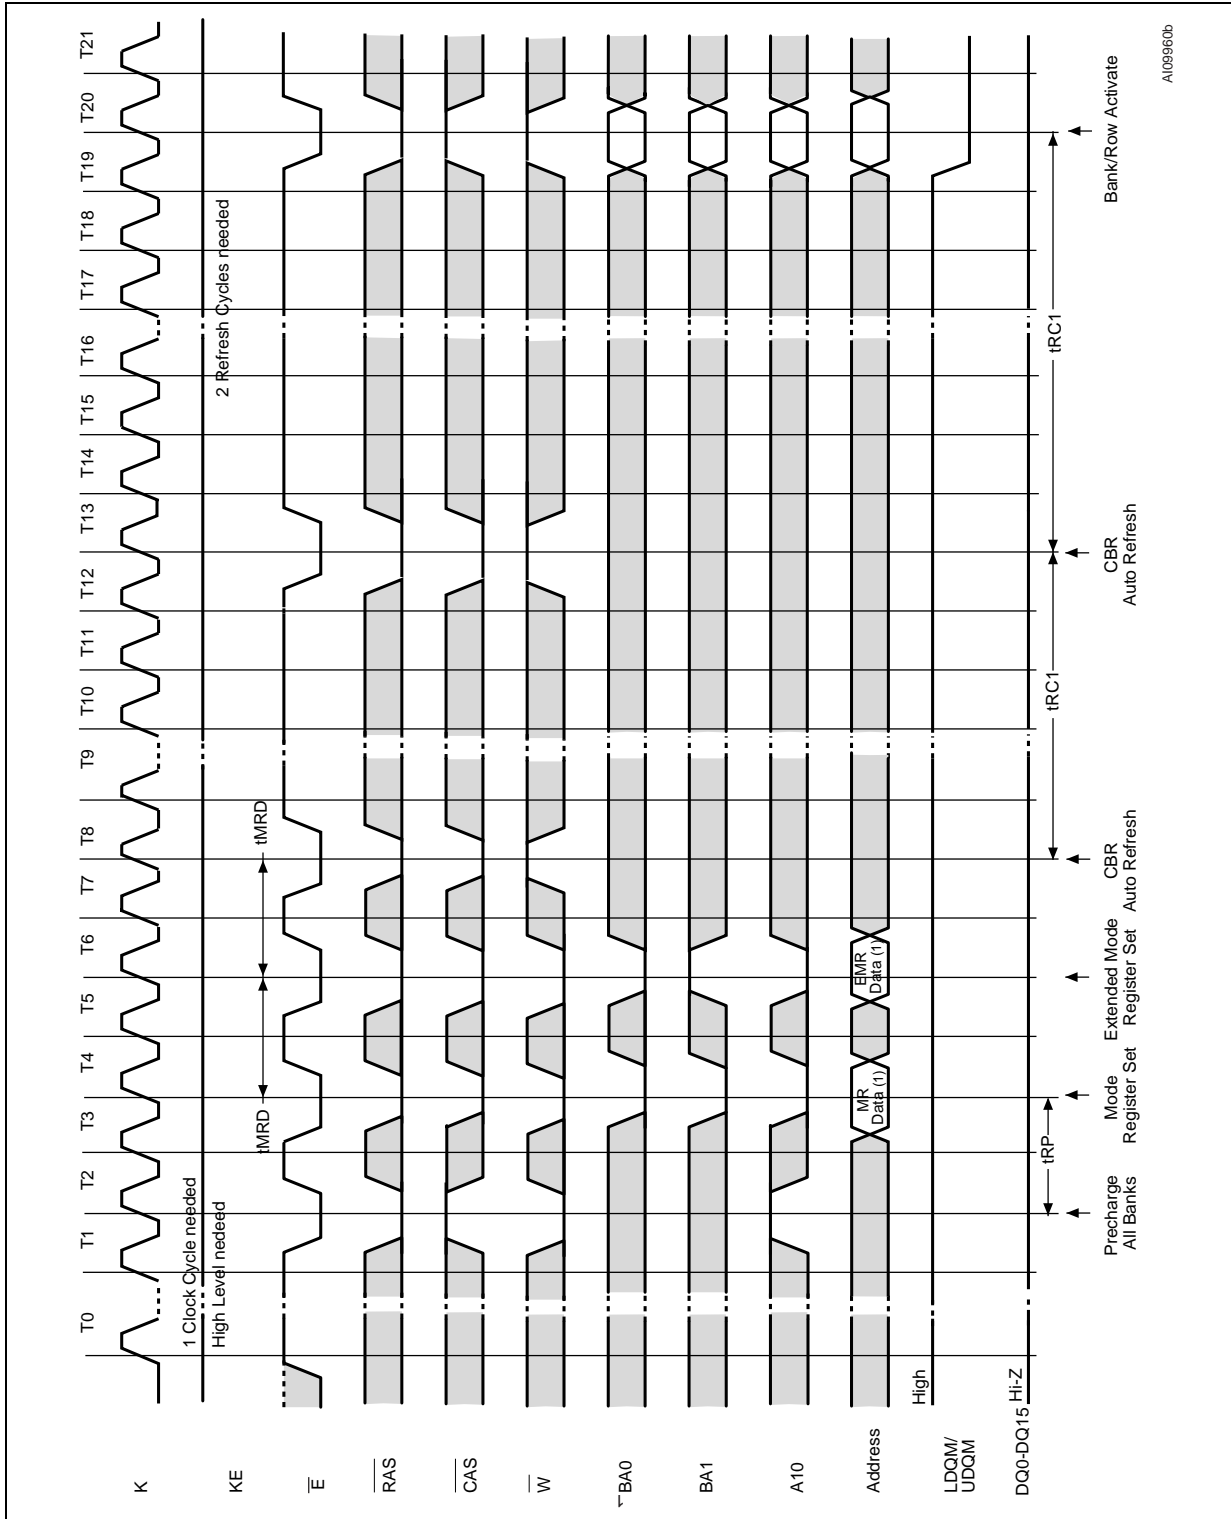 T0 T1 T2 T3 T4 T5 T6 T7 T8 T9 T10 T11 T12 T13 T14 T15 T16 T17 T18 T19 T20 T21
K
1 Clock Cycle needed
KE
High Level nedeed
2 Refresh Cycles needed
tMRD
tMRD
E
RAS
CAS
W
BA0
BA1
A10
Address
MR
Data (1)
EMR
Data (1)
High
LDQM/
UDQM
DQ0-DQ15
Hi-Z
tRP
tRC1
tRC1
Precharge
All Banks
Mode
Register Set
Extended Mode
Register Set
CBR
Auto Refresh
CBR
Auto Refresh
Bank/Row Activate
AI09960b